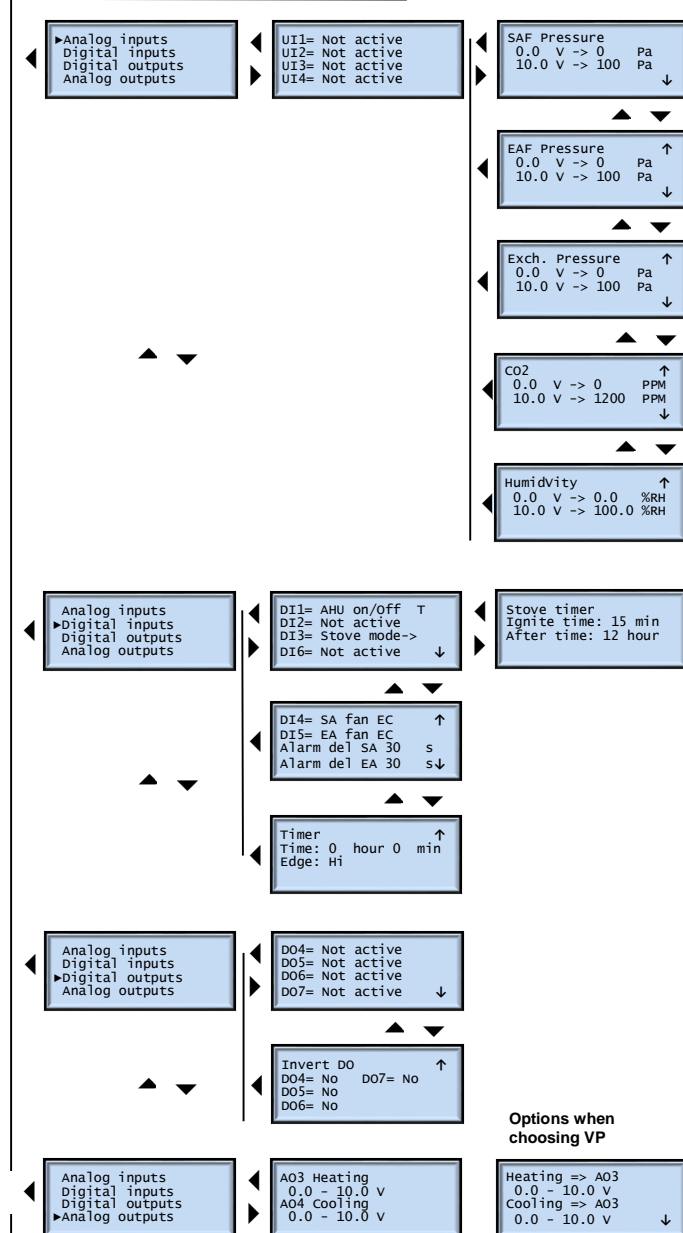 ►Analog inputs
Digital inputs
Digital outputs
Analog outputs
UI1= Not active
UI2= Not active
UI3= Not active
UI4= Not active
SAF Pressure
0.0 V -> 0 Pa
10.0 V -> 100 Pa
↓
EAF Pressure ↑
0.0 V -> 0 Pa
10.0 V -> 100 Pa
↓
Exch. Pressure ↑
0.0 V -> 0 Pa
10.0 V -> 100 Pa
↓
CO2 ↑
0.0 V -> 0 PPM
10.0 V -> 1200 PPM
↓
HumidVity ↑
0.0 V -> 0.0 %RH
10.0 V -> 100.0 %RH
Analog inputs
►Digital inputs
Digital outputs
Analog outputs
DI1= AHU on/Off T
DI2= Not active
DI3= Stove mode->
DI6= Not active ↓
Stove timer
Ignite time: 15 min
After time: 12 hour
DI4= SA fan EC ↑
DI5= EA fan EC
Alarm del SA 30 s
Alarm del EA 30 s↓
Timer ↑
Time: 0 hour 0 min
Edge: Hi
Analog inputs
Digital inputs
►Digital outputs
Analog outputs
DO4= Not active
DO5= Not active
DO6= Not active
DO7= Not active ↓
Invert DO ↑
DO4= No DO7= No
DO5= No
DO6= No
Options when
choosing VP
Analog inputs
Digital inputs
Digital outputs
►Analog outputs
AO3 Heating
0.0 - 10.0 V
AO4 Cooling
0.0 - 10.0 V
Heating => AO3
0.0 - 10.0 V
Cooling => AO3
0.0 - 10.0 V ↓